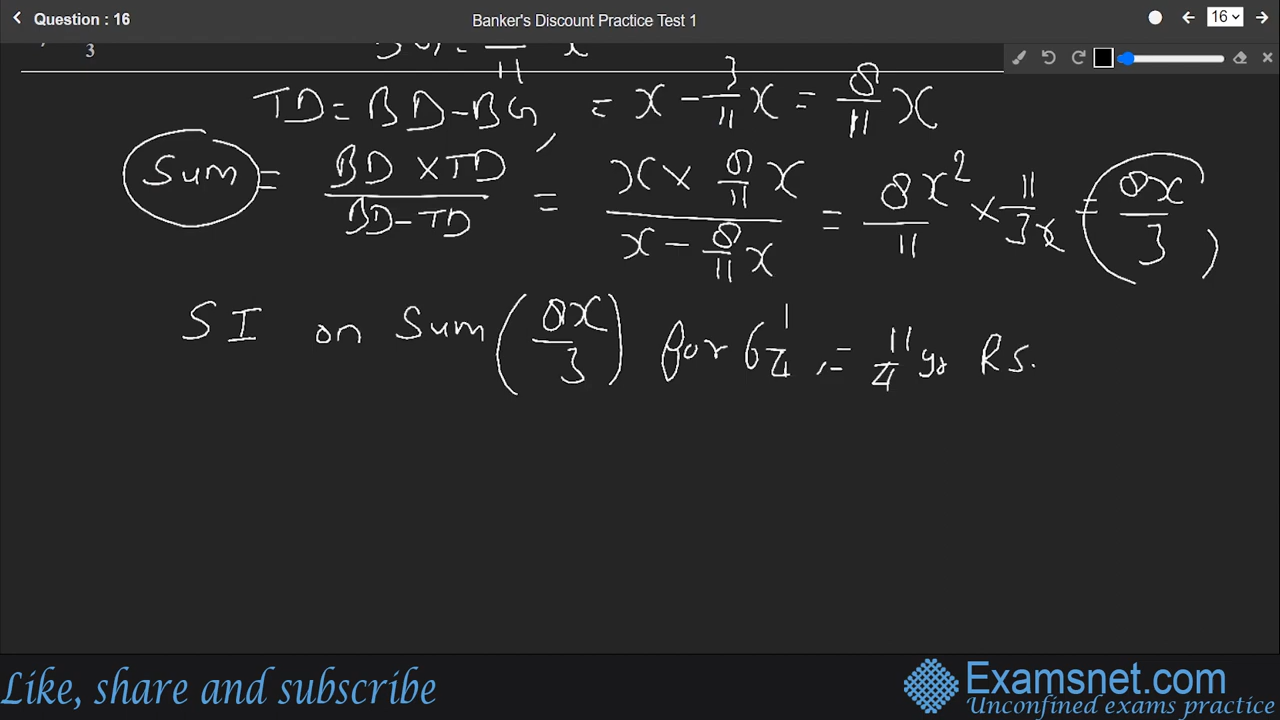 Question : 16
Banker's Discount Practice Test 1
16
3
11
TD = BD - BG = x - 3/11 x = 8/11 x
Sum = BD × TD / BD - TD = x × 8/11 x / x - 8/11 x = 8x² / 11 × 11/3x = 8x/3
SI on Sum (8x/3) for 6 1/4 = 11/4 yr RS.
Like, share and subscribe
Examsnet.com
Unconfined exams practice